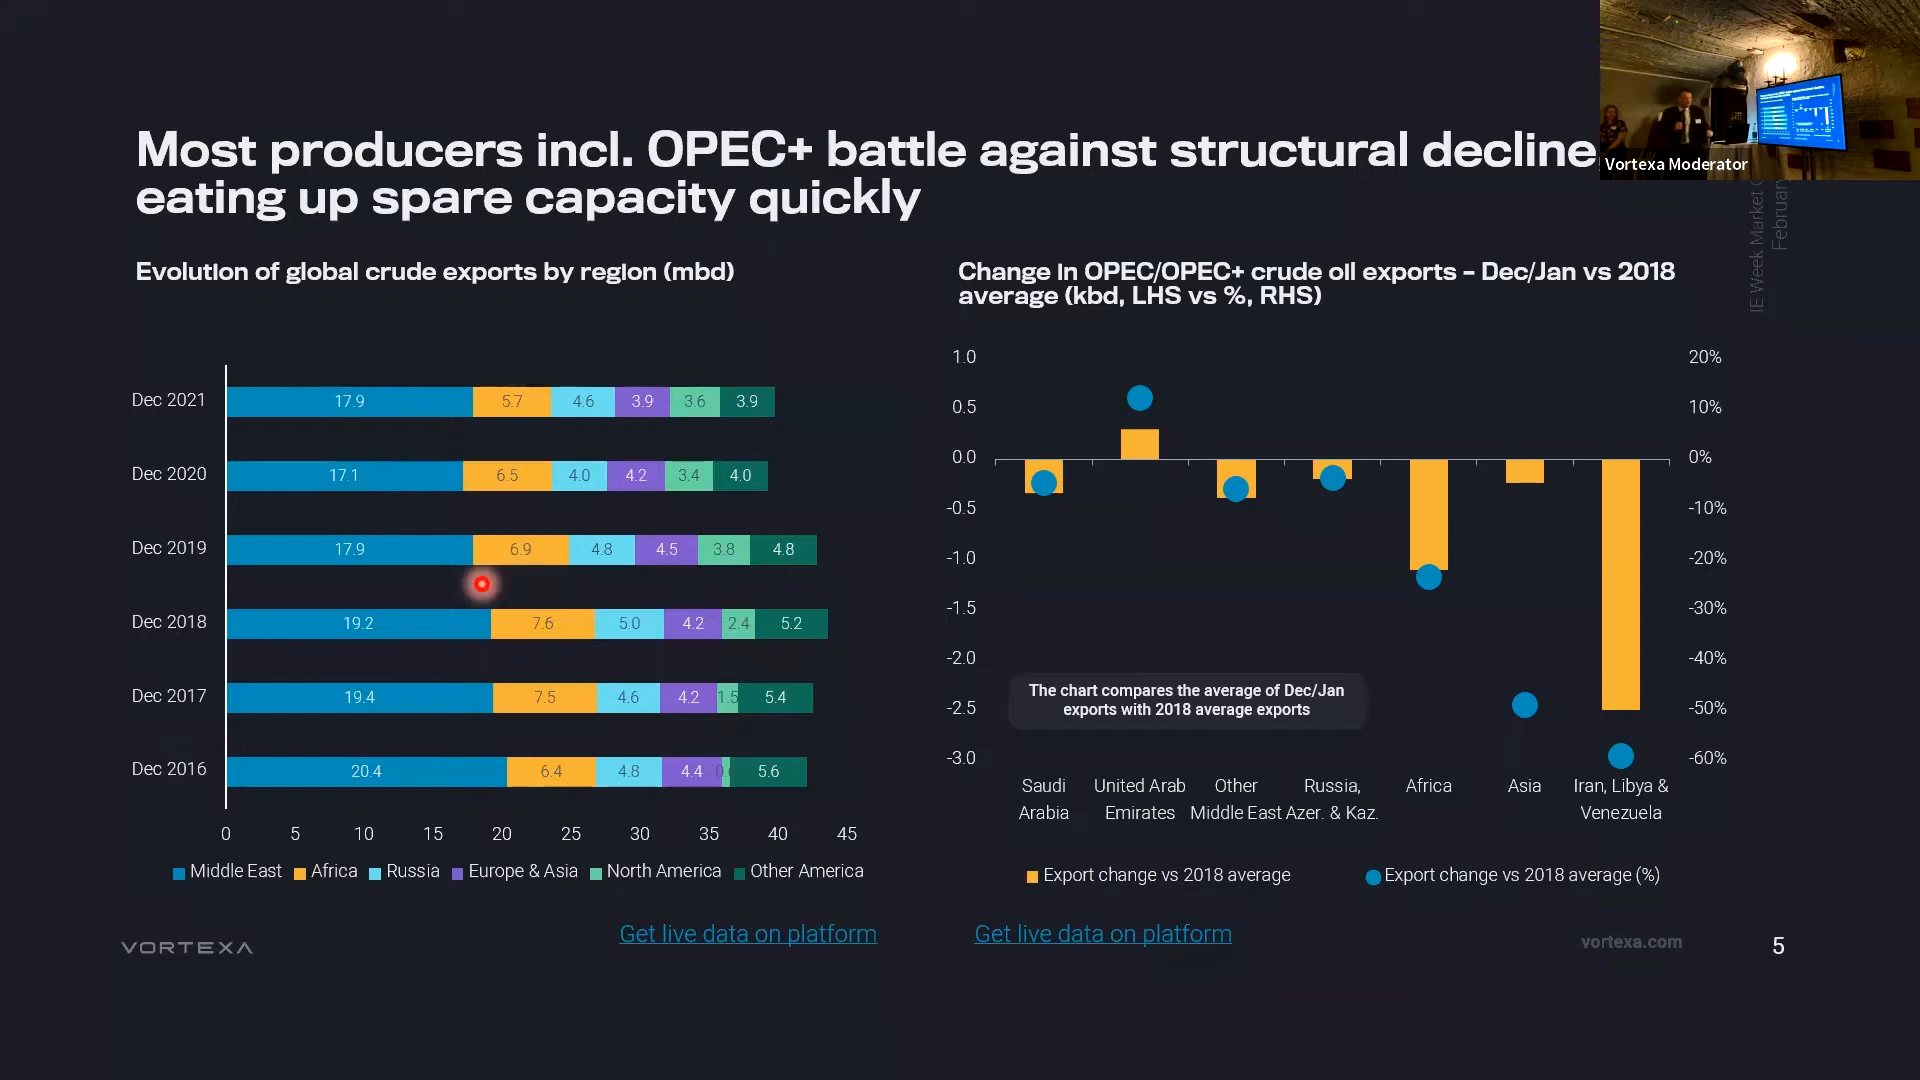 Most producers incl. OPEC+ battle against structural decline
eating up spare capacity quickly
Vortexa Moderator
IE Week Market
February
Evolution of global crude exports by region (mbd)
Dec 2021
17.9 5.7 4.6 3.9 3.6 3.9
Dec 2020
17.1 6.5 4.0 4.2 3.4 4.0
Dec 2019
17.9 6.9 4.8 4.5 3.8 4.8
Dec 2018
19.2 7.6 5.0 4.2 2.4 5.2
Dec 2017
19.4 7.5 4.6 4.2 1.5 5.4
Dec 2016
20.4 6.4 4.8 4.4 5.6
0 5 10 15 20 25 30 35 40 45
Middle East Africa Russia Europe & Asia North America Other America
Get live data on platform
Change in OPEC/OPEC+ crude oil exports – Dec/Jan vs 2018
average (kbd, LHS vs %, RHS)
1.0
0.5
0.0
-0.5
-1.0
-1.5
-2.0
-2.5
-3.0
20%
10%
0%
-10%
-20%
-30%
-40%
-50%
-60%
The chart compares the average of Dec/Jan
exports with 2018 average exports
Saudi
Arabia
United Arab
Emirates
Other
Middle East
Russia,
Azer. & Kaz.
Africa
Asia
Iran, Libya &
Venezuela
Export change vs 2018 average
Export change vs 2018 average (%)
Get live data on platform
VORTEXA
vortexa.com
5